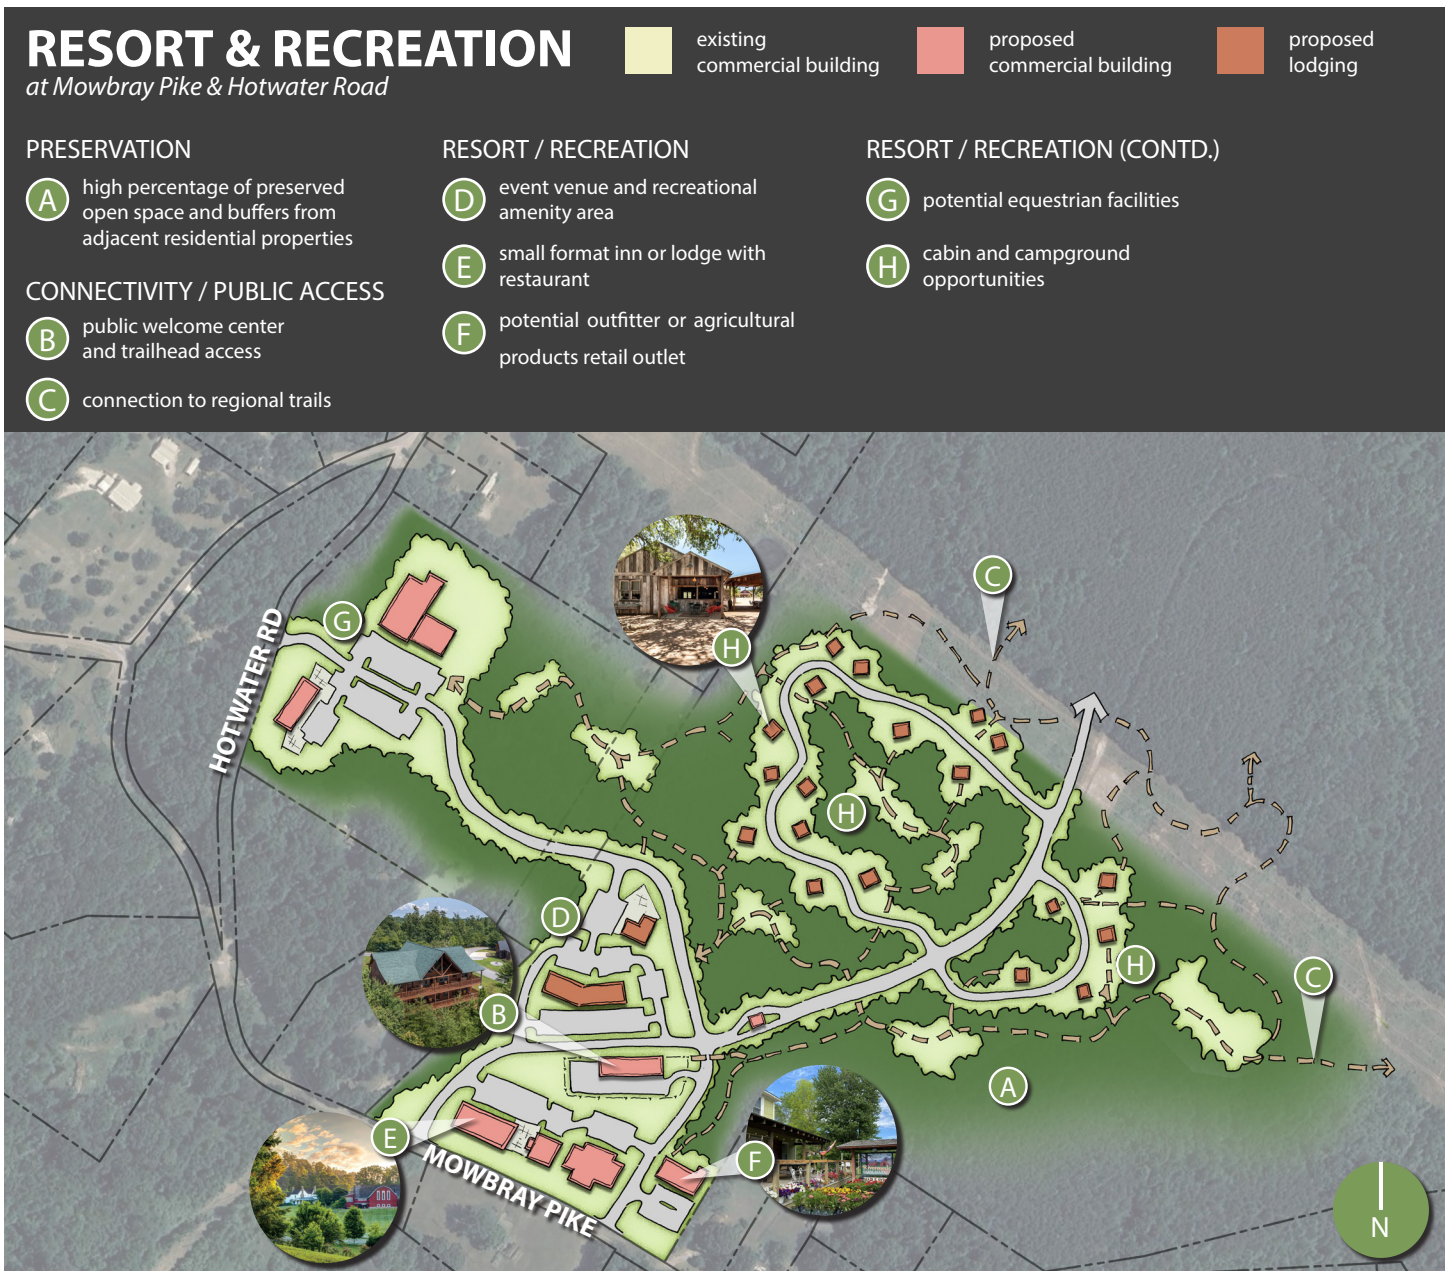 RESORT & RECREATION
at Mowbray Pike & Hotwater Road
existing
commercial building
proposed
commercial building
proposed
lodging
PRESERVATION
A
high percentage of preserved
open space and buffers from
adjacent residential properties
CONNECTIVITY / PUBLIC ACCESS
B
public welcome center
and trailhead access
C
connection to regional trails
RESORT / RECREATION
D
event venue and recreational
amenity area
E
small format inn or lodge with
restaurant
F
potential outfitter or agricultural
products retail outlet
RESORT / RECREATION (CONTD.)
G
potential equestrian facilities
H
cabin and campground
opportunities
C
G
HOTWATER RD
H
H
D
H
C
B
A
E
F
MOWBRAY PIKE
N